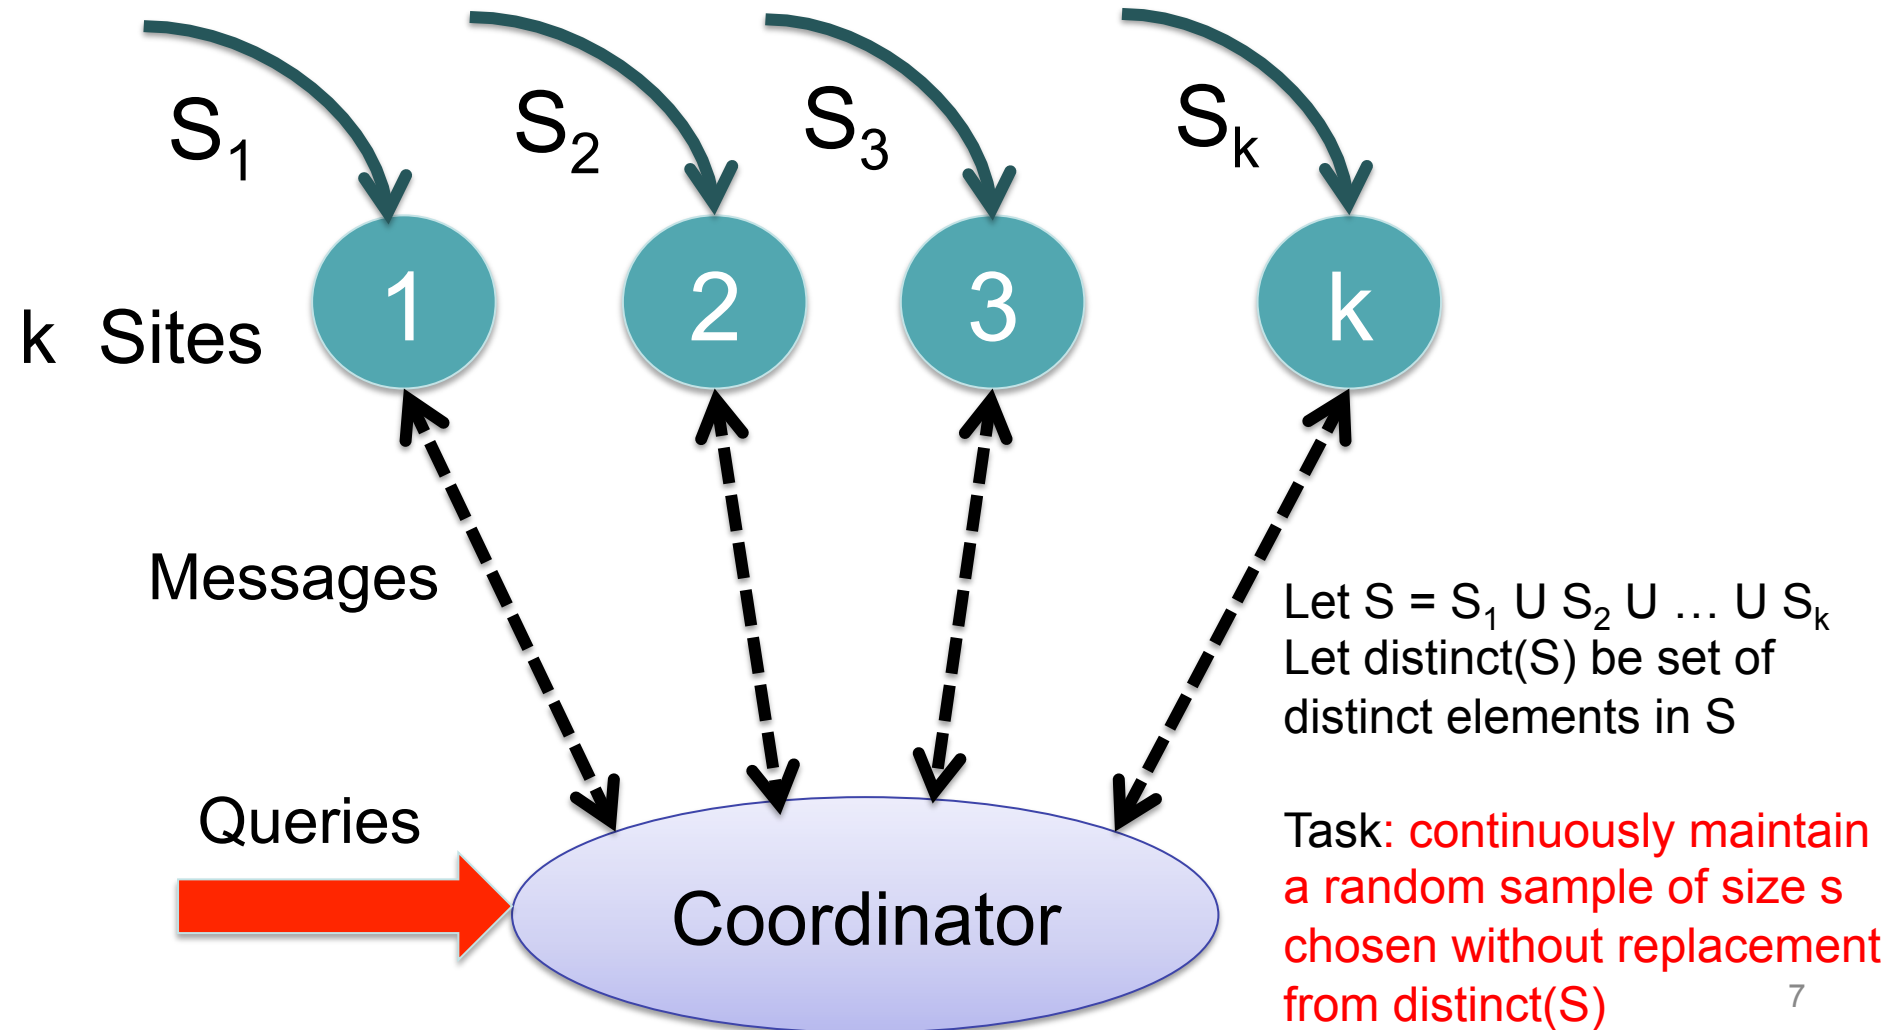 S₁ S₂ S₃ Sₖ
1 2 3 k
k Sites
Messages
Let S = S₁ U S₂ U … U Sₖ
Let distinct(S) be set of
distinct elements in S
Queries
Task: continuously maintain
a random sample of size s
chosen without replacement
from distinct(S)
Coordinator
7